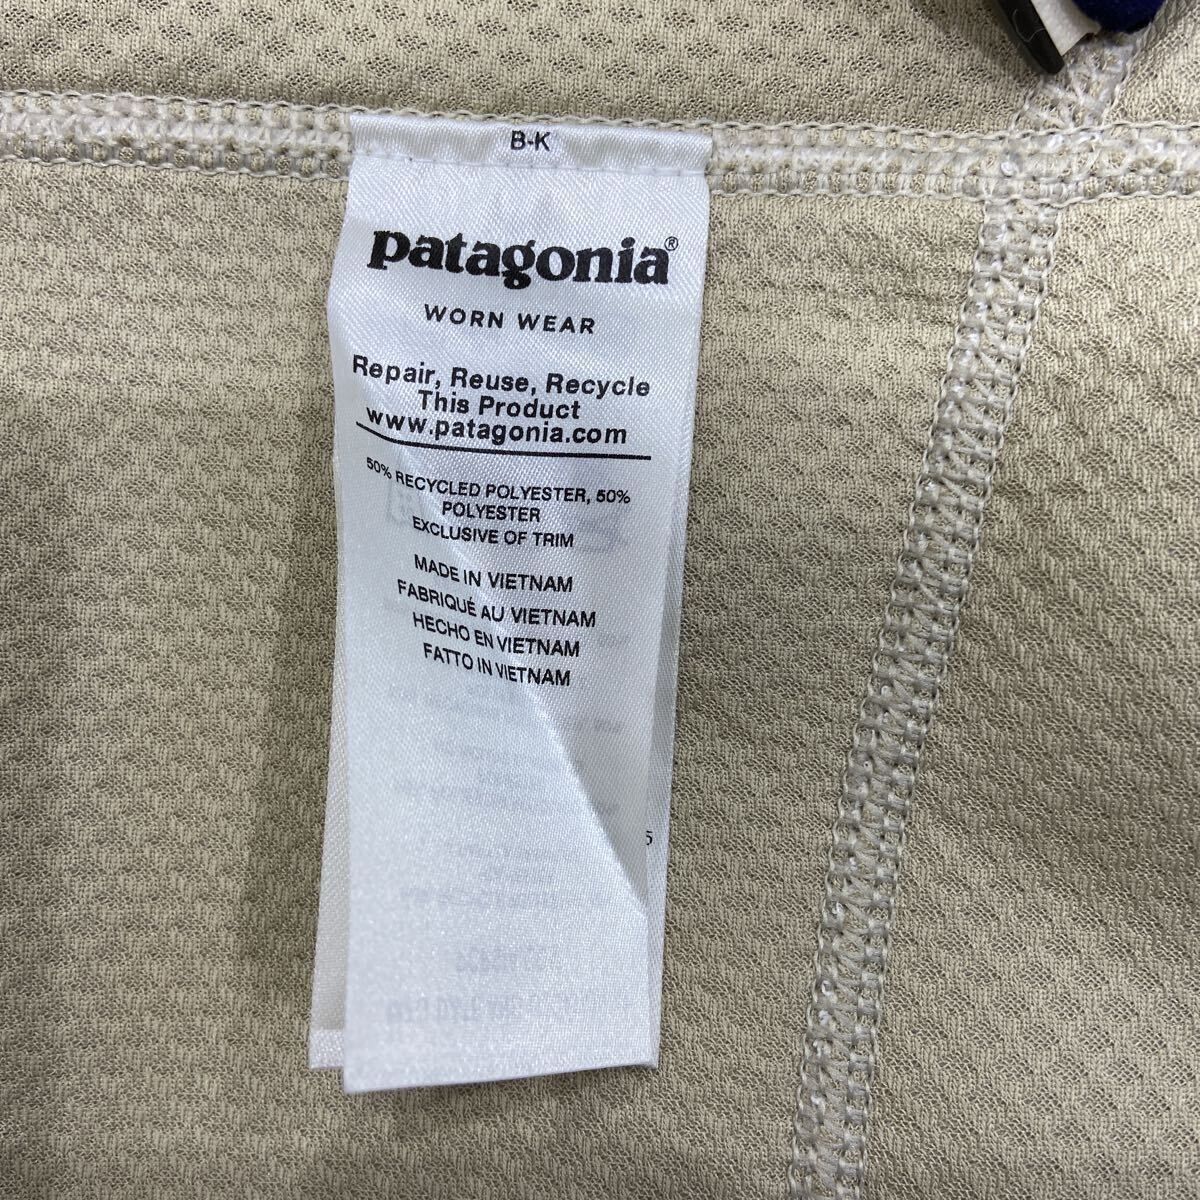 B-K
patagonia®
WORN WEAR
Repair, Reuse, Recycle
This Product
www.patagonia.com
50% RECYCLED POLYESTER, 50%
POLYESTER
EXCLUSIVE OF TRIM
MADE IN VIETNAM
FABRIQUÉ AU VIETNAM
HECHO EN VIETNAM
FATTO IN VIETNAM
5